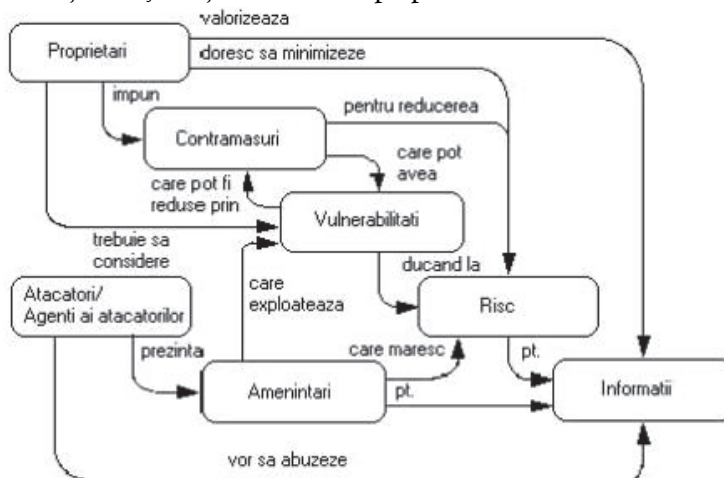 valorizeaza
Proprietari
doresc sa minimizeze
impun
pentru reducerea
Contramasuri
care pot
avea
care pot fi
reduse prin
Vulnerabilitati
trebuie sa
considere
ducand la
care
exploateaza
Atacatori/
Agenti ai atacatorilor
Risc
prezinta
care maresc
pt.
Amenintari
pt.
Informatii
vor sa abuzeze